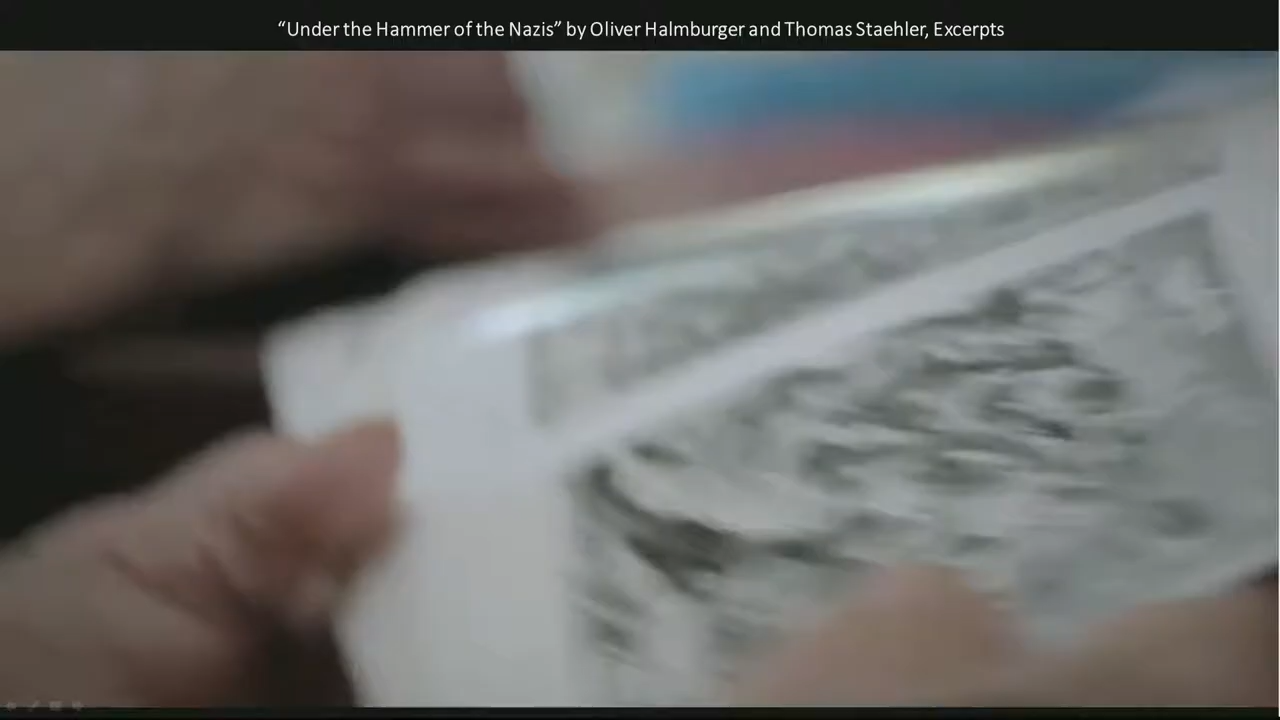 “Under the Hammer of the Nazis” by Oliver Halmburger and Thomas Staehler, Excerpts